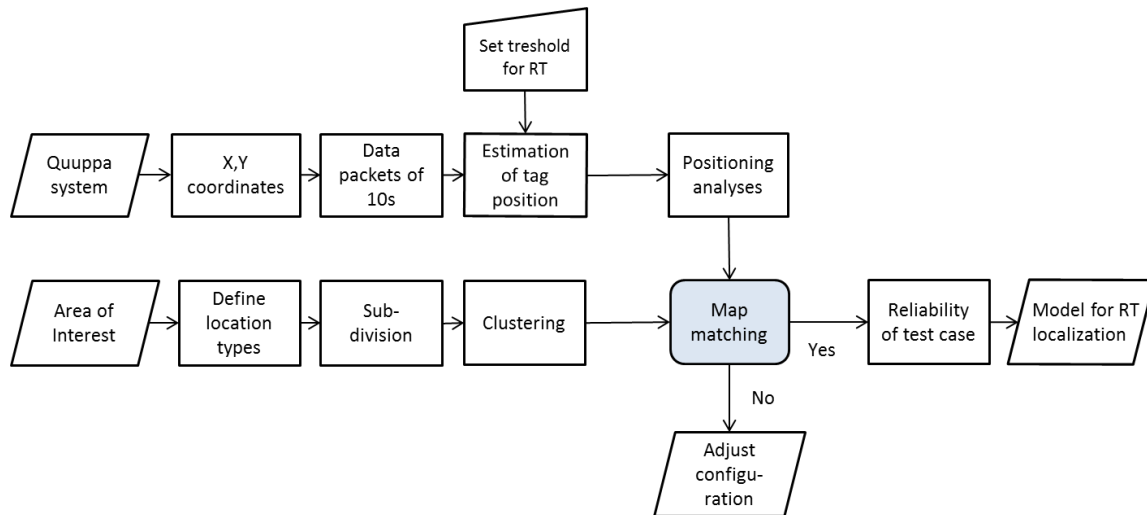 Set treshold
for RT
Quuppa
system
X,Y
coordinates
Data
packets of
10s
Estimation
of tag
position
Positioning
analyses
Area of
Interest
Define
location
types
Sub-
division
Clustering
Map
matching
Yes
Reliability
of test case
Model for RT
localization
No
Adjust
configu-
ration